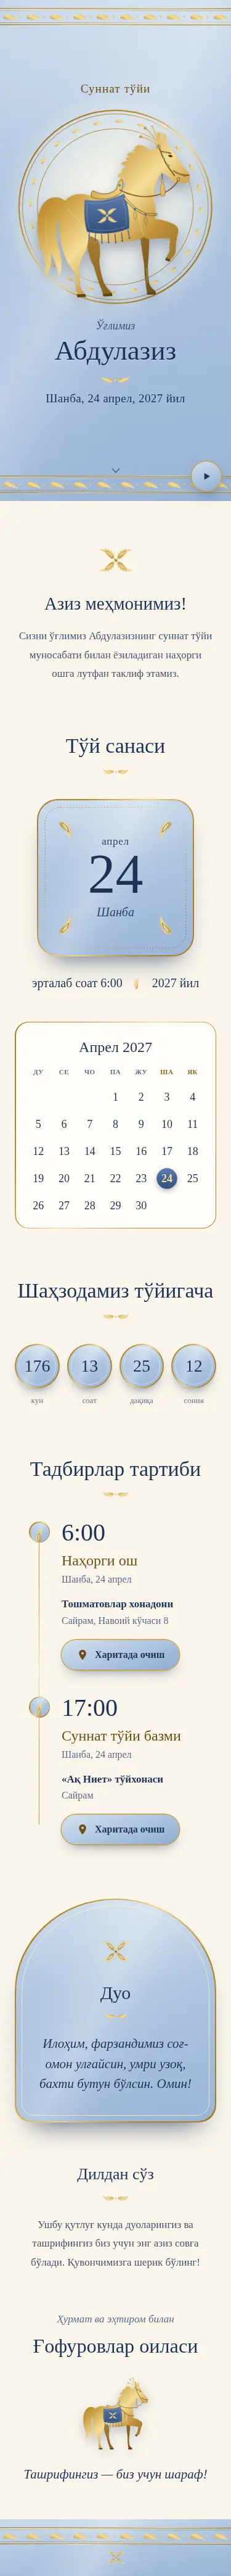 Суннат тўйи
Ўғлимиз
Абдулазиз
Шанба, 24 апрел, 2027 йил
Азиз меҳмонимиз!
Сизни ўғлимиз Абдулазизнинг суннат тўйи
муносабати билан ёзиладиган наҳорги
ошга лутфан таклиф этамиз.
Тўй санаси
апрел
24
Шанба
эрталаб соат 6:00 2027 йил
Апрел 2027
ДУ СЕ ЧО ПА ЖУ ША ЯК
1 2 3 4
5 6 7 8 9 10 11
12 13 14 15 16 17 18
19 20 21 22 23 24 25
26 27 28 29 30
Шаҳзодамиз тўйигача
176 13 25 12
кун соат дақиқа сония
Тадбирлар тартиби
6:00
Наҳорги ош
Шанба, 24 апрел
Тошматовлар хонадони
Сайрам, Навоий кўчаси 8
Харитада очиш
17:00
Суннат тўйи базми
Шанба, 24 апрел
«Ақ Ниет» тўйхонаси
Сайрам
Харитада очиш
Дуо
Илоҳим, фарзандимиз соғ-
омон улғайсин, умри узоқ,
бахти бутун бўлсин. Омин!
Дилдан сўз
Ушбу қутлуғ кунда дуоларингиз ва
ташрифингиз биз учун энг азиз совға
бўлади. Қувончимизга шерик бўлинг!
Ҳурмат ва эҳтиром билан
Ғофуровлар оиласи
Ташрифингиз — биз учун шараф!